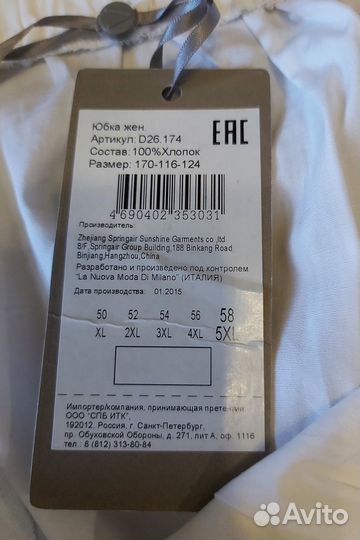 Юбка жен.
Артикул: D26.174
Состав: 100%Хлопок
Размер: 170-116-124
EAC
4 690402 353031
Производитель:
Zhejiang Springair Sunshine Garments co.,ltd
8/F,Springair Group Building,188 Binkang Road
Binjiang,Hangzhou,China
Разработано и произведено под контролем
"La Nuova Moda Di Milano" (ИТАЛИЯ)
Дата производства: 01.2015
50 52 54 56 58
XL 2XL 3XL 4XL 5XL
Импортер/компания, принимающая претензии
ООО "СПБ ИТК",
192012, Россия, г. Санкт-Петербург,
пр. Обуховской Обороны, д. 271, лит А, оф. 1116
тел.: 8 (812) 313-80-84
Avito